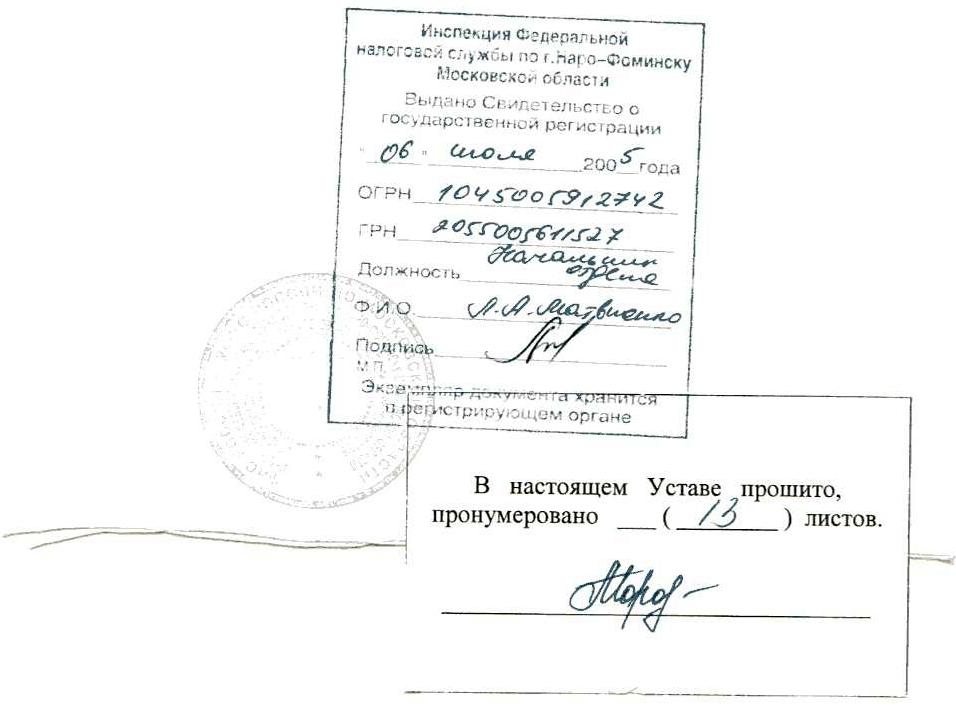 Инспекция Федеральной
налоговой службы по г.Наро-Фоминску
Московской области
Выдано Свидетельство о
государственной регистрации
"06" июля 2005 года
ОГРН 1045005912742
ГРН 2055005611527
Должность Начальник отдела
Ф.И.О. Л.А. Матвиенко
Подпись
М.П.
Экземпляр документа хранится
в регистрирующем органе
В настоящем Уставе прошито,
пронумеровано ___ ( 13 ) листов.